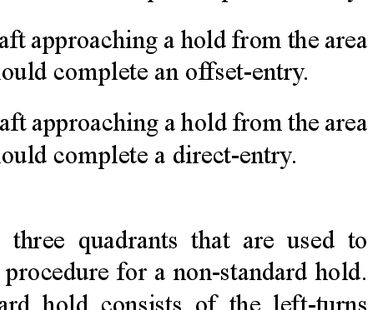 aft approaching a hold from the area
ould complete an offset-entry.
aft approaching a hold from the area
ould complete a direct-entry.
three quadrants that are used to
procedure for a non-standard hold.
ard hold consists of the left-turns